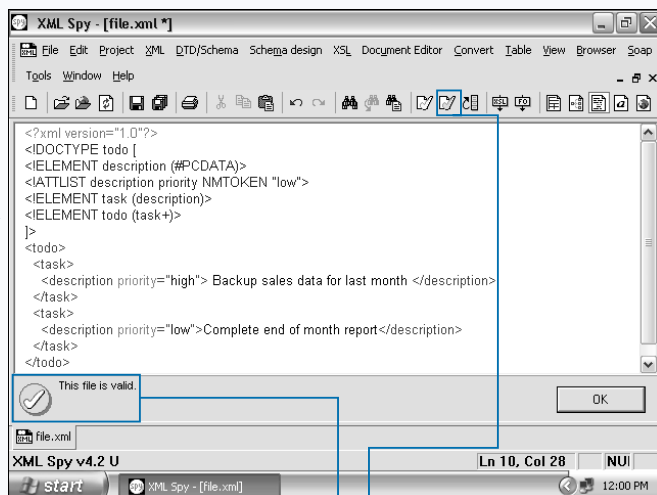 XML Spy - [file.xml *]
File Edit Project XML DTD/Schema Schema design XSL Document Editor Convert Table View Browser Soap
Tools Window Help
<?xml version="1.0"?>
<!DOCTYPE todo [
<!ELEMENT description (#PCDATA)>
<!ATTLIST description priority NMTOKEN "low">
<!ELEMENT task (description)>
<!ELEMENT todo (task+)>
]>
<todo>
<task>
<description priority="high"> Backup sales data for last month </description>
</task>
<task>
<description priority="low">Complete end of month report</description>
</task>
</todo>
This file is valid.
OK
file.xml
XML Spy v4.2 U
Ln 10, Col 28
NUI
start
XML Spy - [file.xml]
12:00 PM